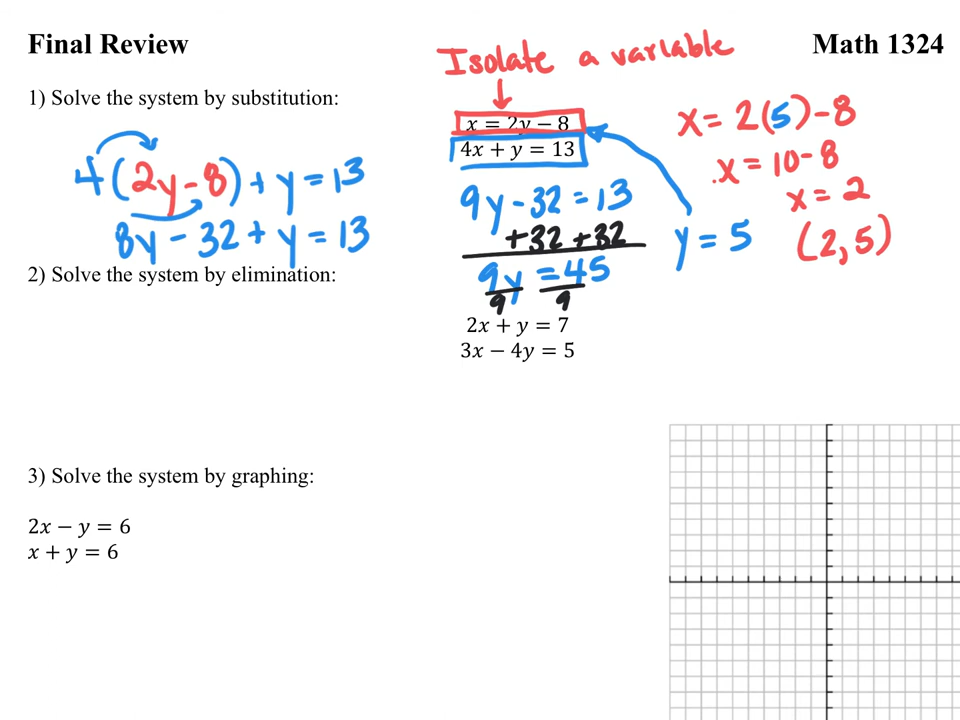 Final Review
Math 1324
Isolate a variable
1) Solve the system by substitution:
x = 2y − 8
4x + y = 13
4(2y − 8) + y = 13
8y − 32 + y = 13
9y − 32 = 13
+32 +32
9y = 45
9 9
y = 5
x = 2(5) − 8
x = 10 − 8
x = 2
(2, 5)
2) Solve the system by elimination:
2x + y = 7
3x − 4y = 5
3) Solve the system by graphing:
2x − y = 6
x + y = 6